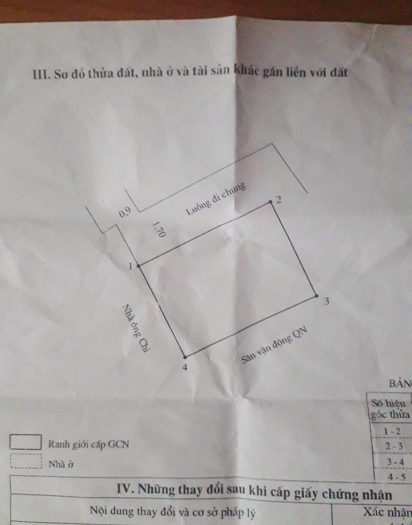 III. Sơ đồ thửa đất, nhà ở và tài sản khác gắn liền với đất
Luồng đi chung
0,9
1,70
2
1
Nhà ông Chi
3
Sân vận động QN
4
BẢN
Số hiệu
góc thửa
1 - 2
2 - 3
3 - 4
4 - 5
Ranh giới cấp GCN
Nhà ở
IV. Những thay đổi sau khi cấp giấy chứng nhận
Nội dung thay đổi và cơ sở pháp lý
Xác nhận